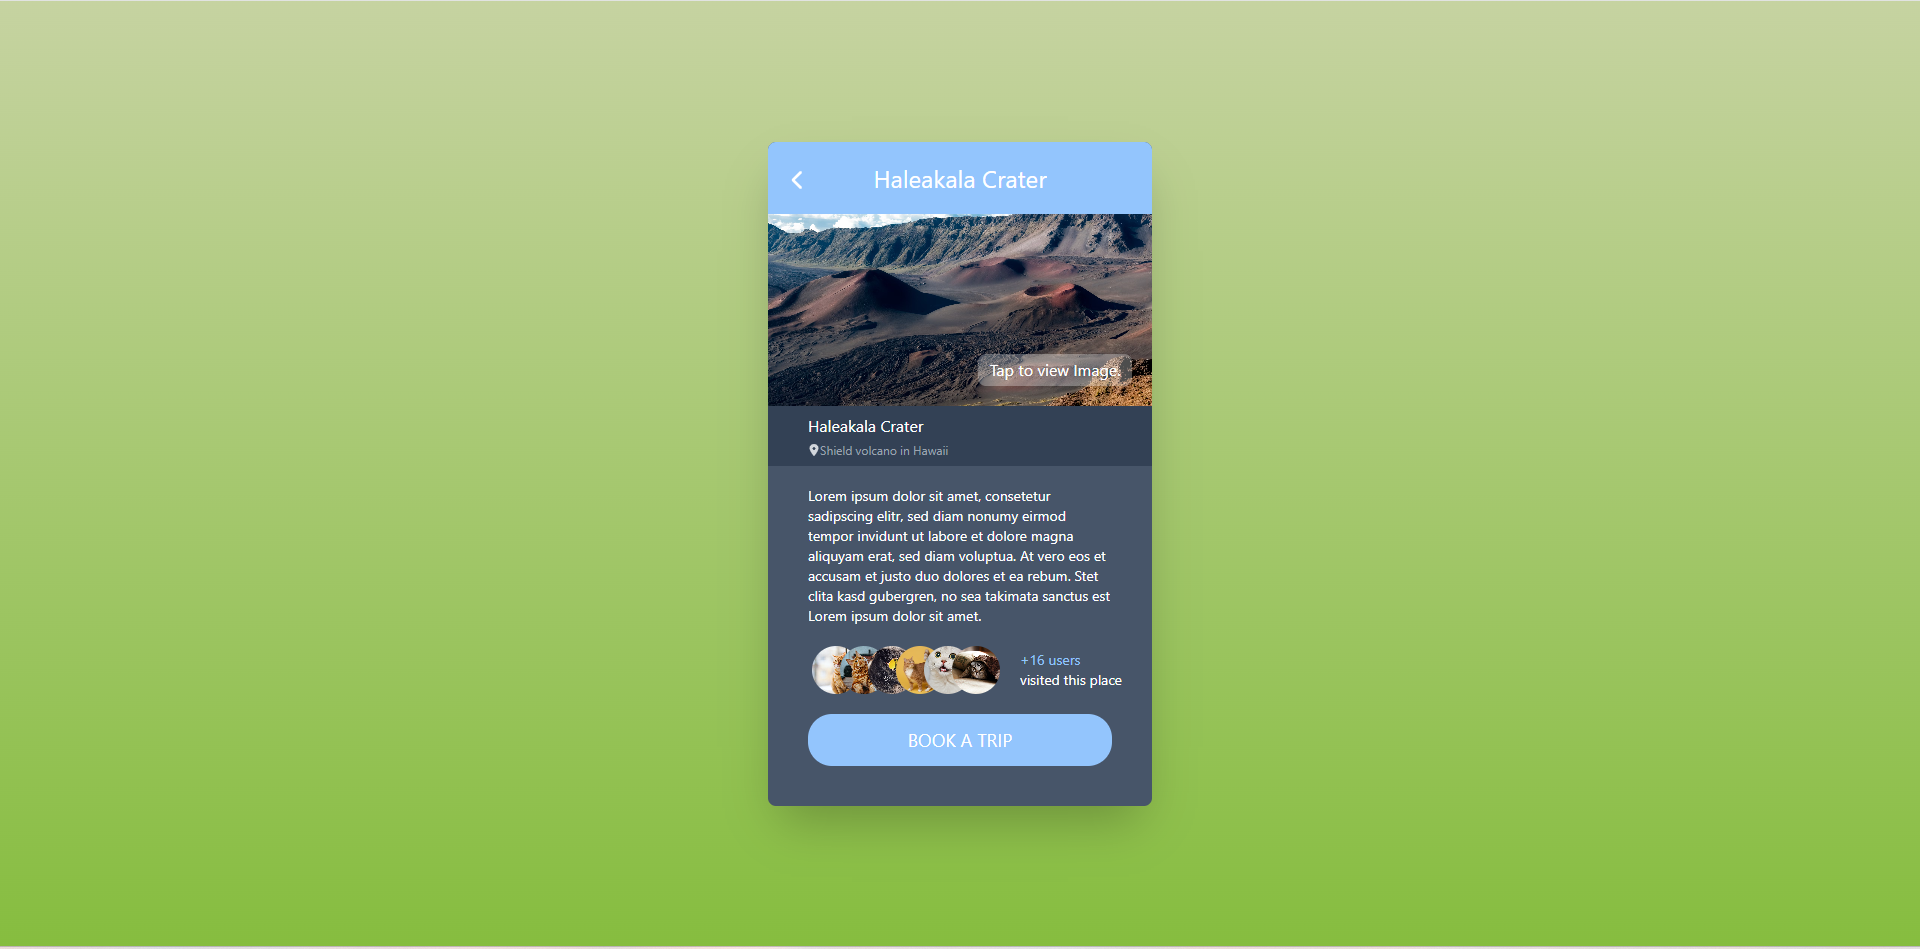 Haleakala Crater
Tap to view Image.
Haleakala Crater
Shield volcano in Hawaii
Lorem ipsum dolor sit amet, consetetur
sadipscing elitr, sed diam nonumy eirmod
tempor invidunt ut labore et dolore magna
aliquyam erat, sed diam voluptua. At vero eos et
accusam et justo duo dolores et ea rebum. Stet
clita kasd gubergren, no sea takimata sanctus est
Lorem ipsum dolor sit amet.
+16 users
visited this place
BOOK A TRIP